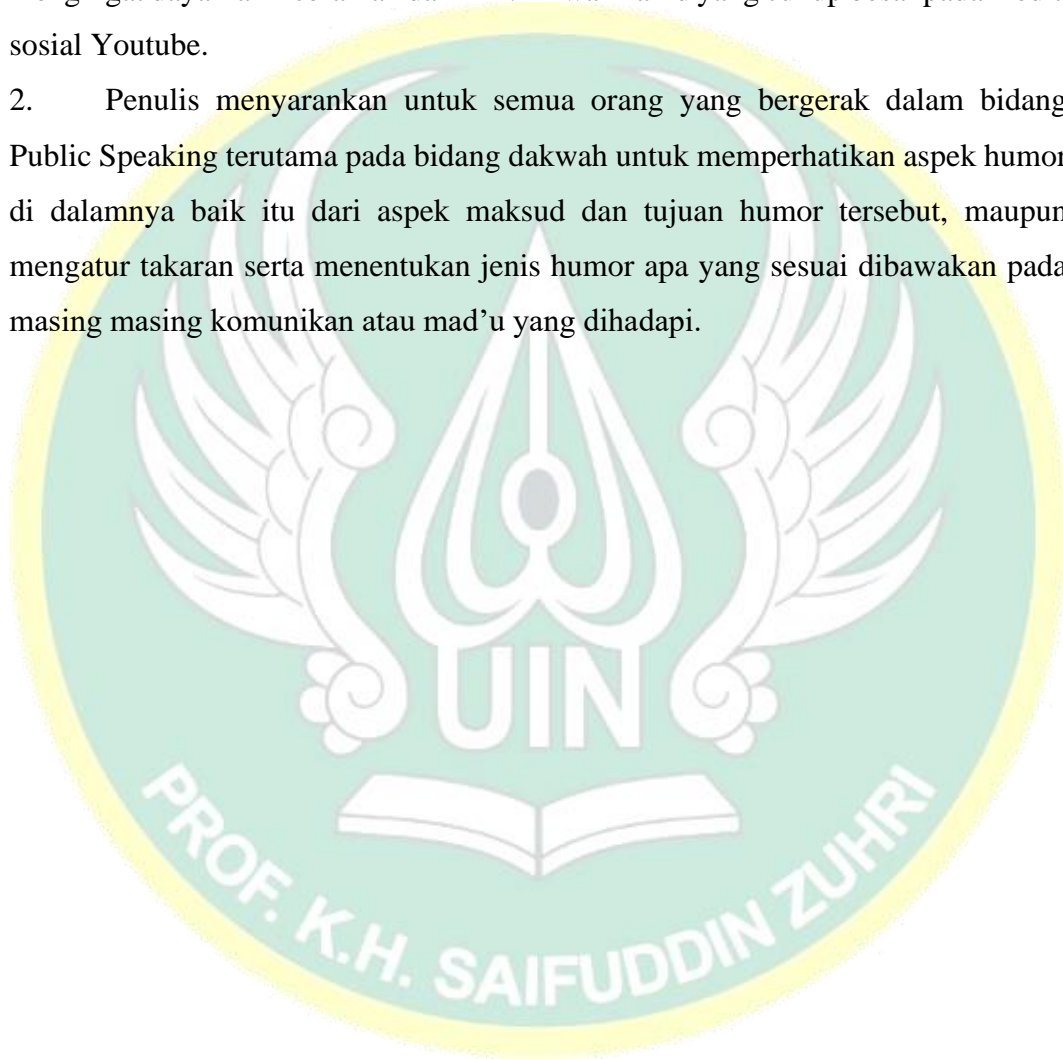 sosial Youtube.
2. Penulis menyarankan untuk semua orang yang bergerak dalam bidang
Public Speaking terutama pada bidang dakwah untuk memperhatikan aspek humor
di dalamnya baik itu dari aspek maksud dan tujuan humor tersebut, maupun
mengatur takaran serta menentukan jenis humor apa yang sesuai dibawakan pada
masing masing komunikan atau mad’u yang dihadapi.
UIN
PROF. K.H. SAIFUDDIN ZUHRI